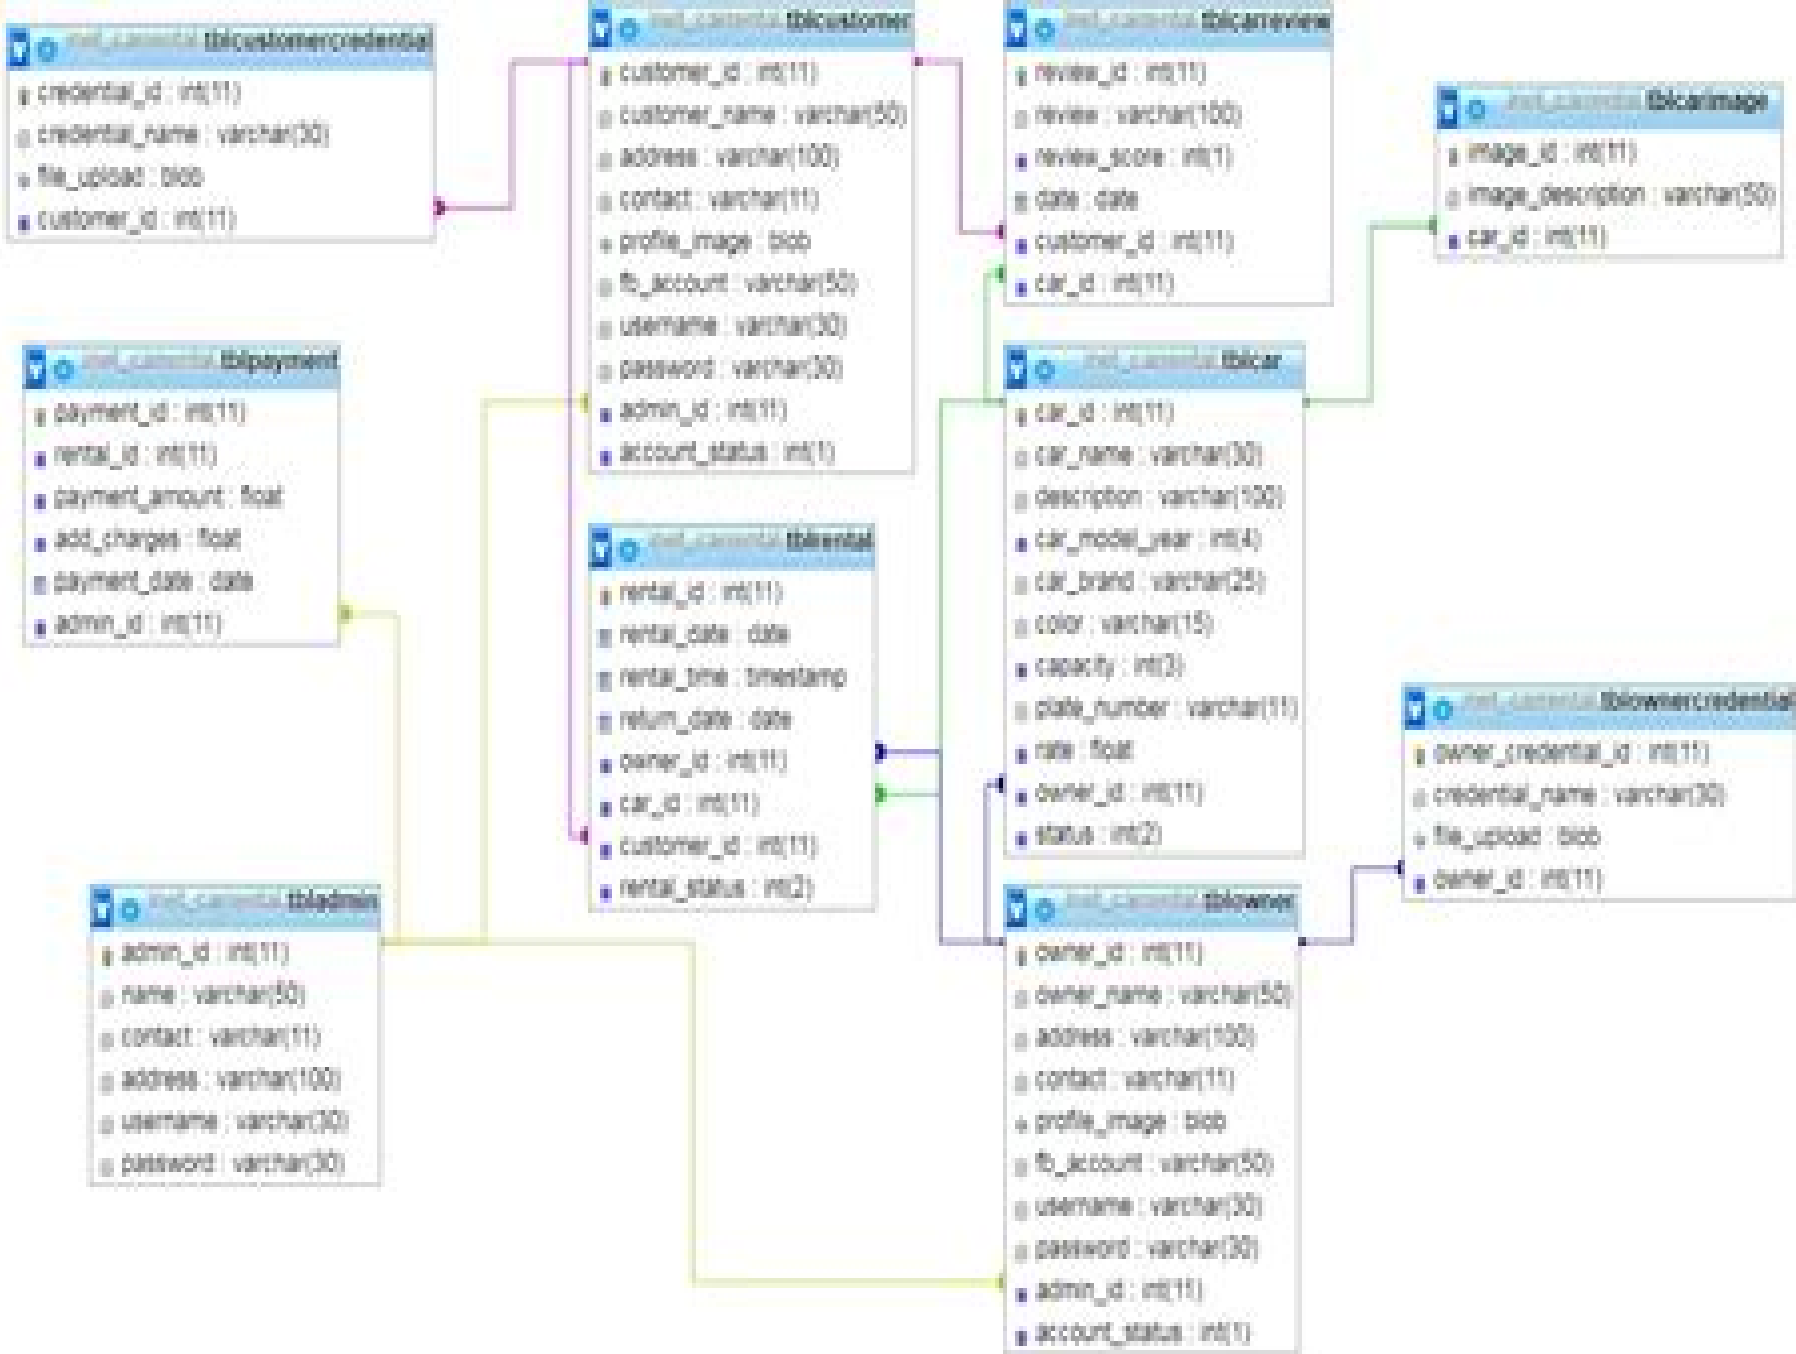 tblcustomercredential
credential_id : int(11)
credential_name : varchar(30)
file_upload : blob
customer_id : int(11)
tblcustomer
customer_id : int(11)
customer_name : varchar(50)
address : varchar(100)
contact : varchar(11)
profile_image : blob
fb_account : varchar(50)
username : varchar(30)
password : varchar(30)
admin_id : int(11)
account_status : int(1)
tblcarreview
review_id : int(11)
review : varchar(100)
review_score : int(1)
date : date
customer_id : int(11)
car_id : int(11)
tblcarimage
image_id : int(11)
image_description : varchar(50)
car_id : int(11)
tblpayment
payment_id : int(11)
rental_id : int(11)
payment_amount : float
add_charges : float
payment_date : date
admin_id : int(11)
tblrental
rental_id : int(11)
rental_date : date
rental_time : timestamp
return_date : date
owner_id : int(11)
car_id : int(11)
customer_id : int(11)
rental_status : int(2)
tblcar
car_id : int(11)
car_name : varchar(30)
description : varchar(100)
car_model_year : int(4)
car_brand : varchar(25)
color : varchar(15)
capacity : int(3)
plate_number : varchar(11)
rate : float
owner_id : int(11)
status : int(2)
tblownercredential
owner_credential_id : int(11)
credential_name : varchar(30)
file_upload : blob
owner_id : int(11)
tbladmin
admin_id : int(11)
name : varchar(50)
contact : varchar(11)
address : varchar(100)
username : varchar(30)
password : varchar(30)
tblowner
owner_id : int(11)
owner_name : varchar(50)
address : varchar(100)
contact : varchar(11)
profile_image : blob
fb_account : varchar(50)
username : varchar(30)
password : varchar(30)
admin_id : int(11)
account_status : int(1)